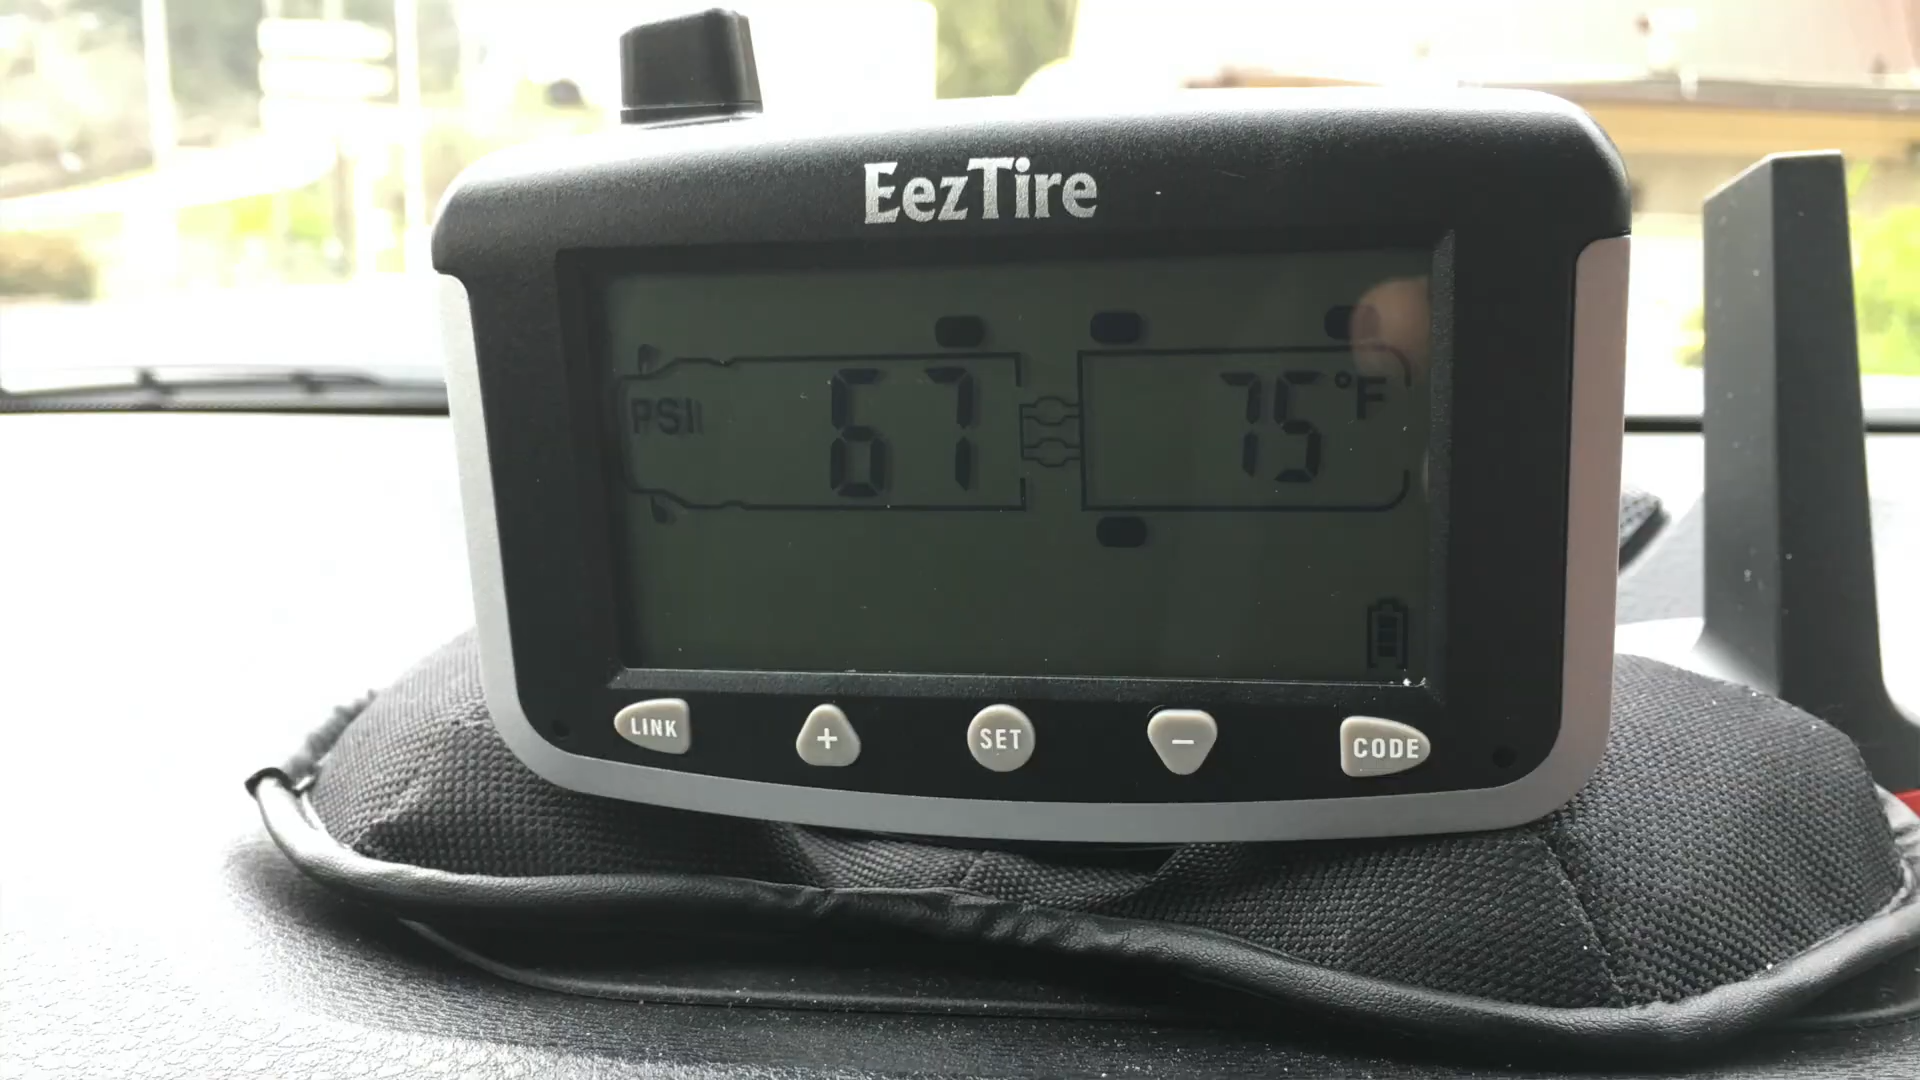 EezTire
PSI 67 75 °F
LINK + SET − CODE